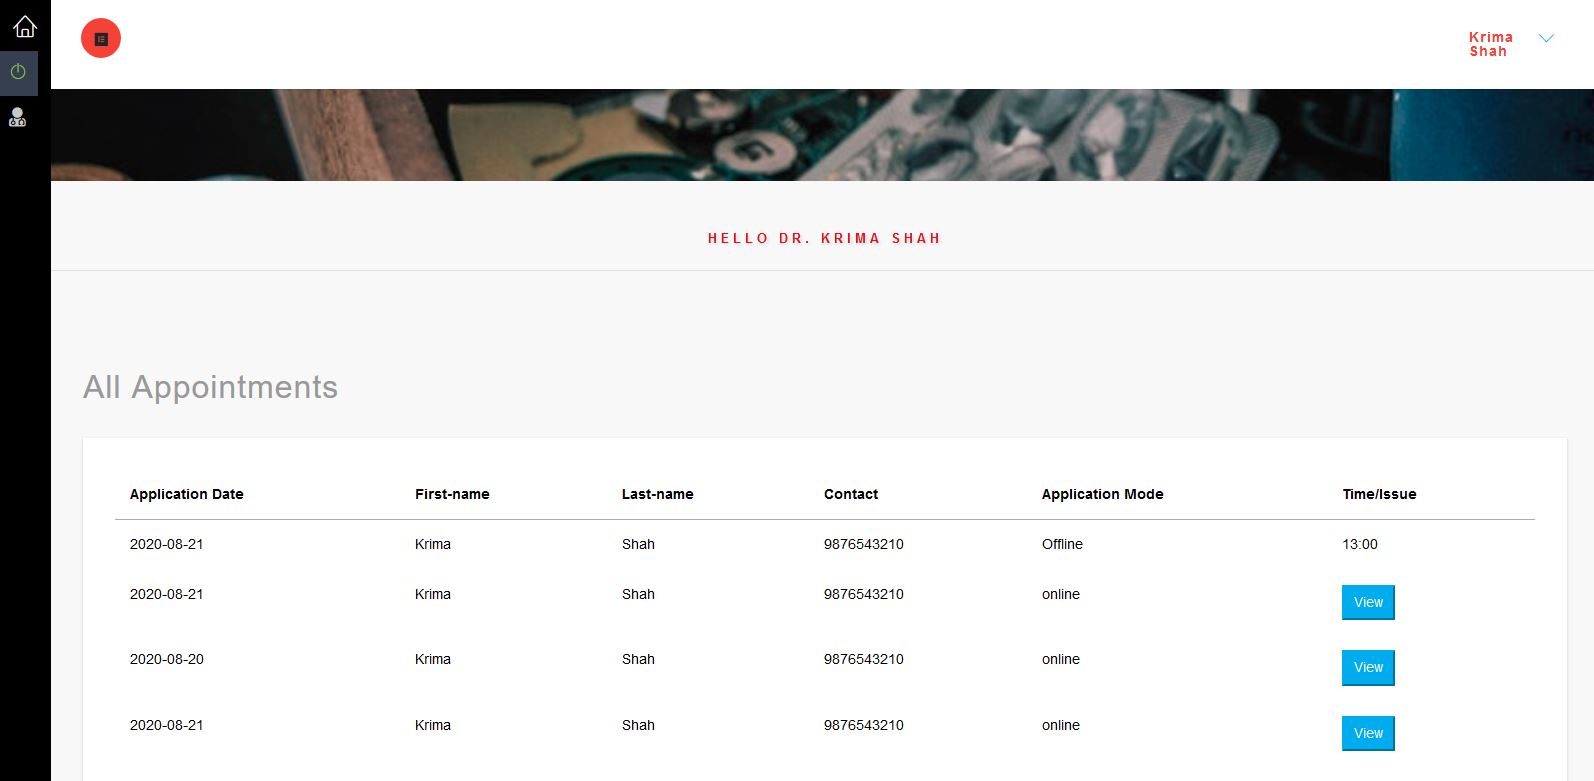 Krima
Shah
HELLO DR. KRIMA SHAH
All Appointments
Application Date First-name Last-name Contact Application Mode Time/Issue
2020-08-21 Krima Shah 9876543210 Offline 13:00
2020-08-21 Krima Shah 9876543210 online View
2020-08-20 Krima Shah 9876543210 online View
2020-08-21 Krima Shah 9876543210 online View